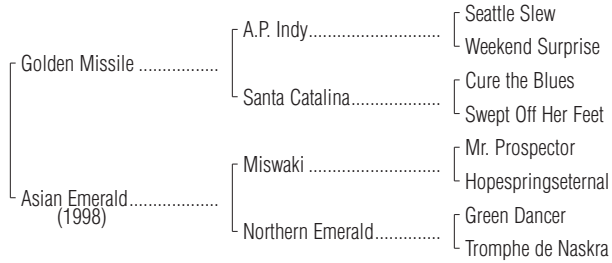 Seattle Slew
A.P. Indy
Weekend Surprise
Golden Missile
Cure the Blues
Santa Catalina
Swept Off Her Feet
Mr. Prospector
Miswaki
Hopespringseternal
Asian Emerald
(1998)
Green Dancer
Northern Emerald
Tromphe de Naskra